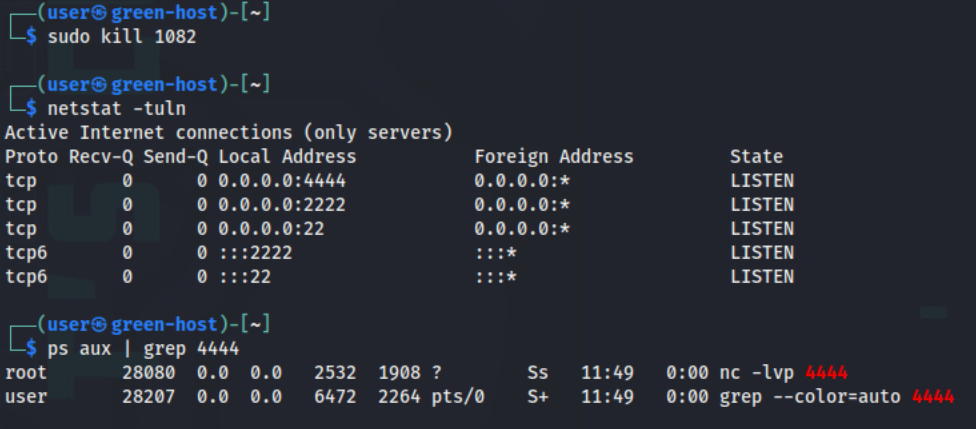 ┌──(user㉿green-host)-[~]
└─$ sudo kill 1082
┌──(user㉿green-host)-[~]
└─$ netstat -tuln
Active Internet connections (only servers)
Proto Recv-Q Send-Q Local Address           Foreign Address         State
tcp        0      0 0.0.0.0:4444            0.0.0.0:*               LISTEN
tcp        0      0 0.0.0.0:2222            0.0.0.0:*               LISTEN
tcp        0      0 0.0.0.0:22              0.0.0.0:*               LISTEN
tcp6       0      0 :::2222                 :::*                    LISTEN
tcp6       0      0 :::22                   :::*                    LISTEN
┌──(user㉿green-host)-[~]
└─$ ps aux | grep 4444
root       28080  0.0  0.0   2532  1908 ?        Ss   11:49   0:00 nc -lvp 4444
user       28207  0.0  0.0   6472  2264 pts/0    S+   11:49   0:00 grep --color=auto 4444